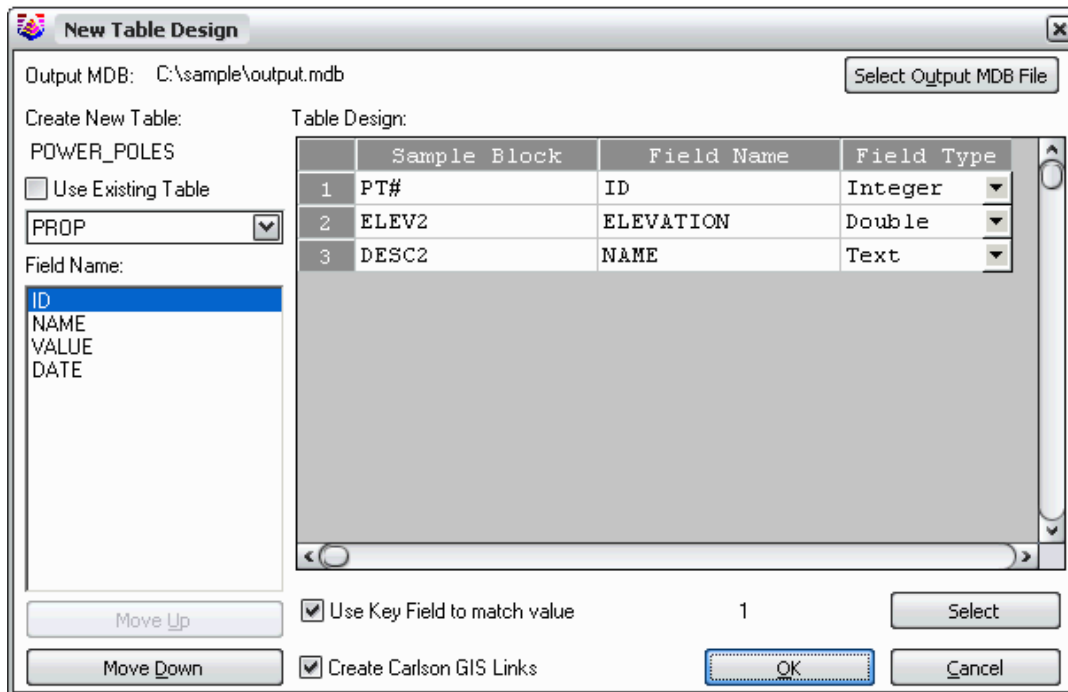 New Table Design
Output MDB: C:\sample\output.mdb
Select Output MDB File
Create New Table:
POWER_POLES
Use Existing Table
PROP
Field Name:
ID
NAME
VALUE
DATE
Move Up
Move Down
Table Design:
Sample Block Field Name Field Type
1 PT# ID Integer
2 ELEV2 ELEVATION Double
3 DESC2 NAME Text
Use Key Field to match value 1 Select
Create Carlson GIS Links OK Cancel